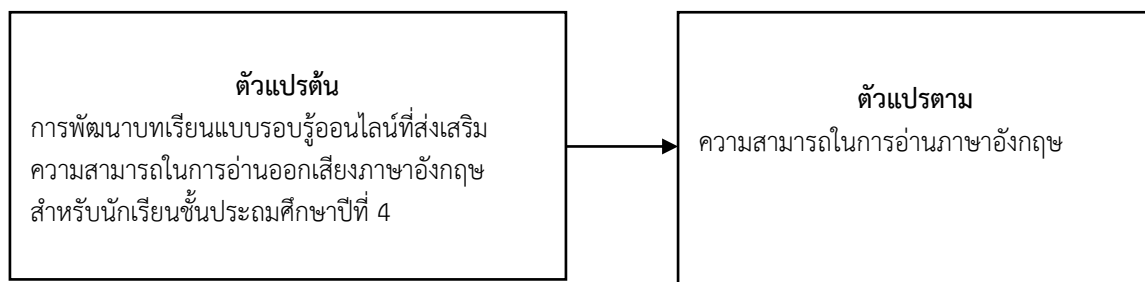 ตัวแปรต้น
การพัฒนาบทเรียนแบบรอบรู้ออนไลน์ที่ส่งเสริม
ความสามารถในการอ่านออกเสียงภาษาอังกฤษ
สำหรับนักเรียนชั้นประถมศึกษาปีที่ 4
ตัวแปรตาม
ความสามารถในการอ่านภาษาอังกฤษ